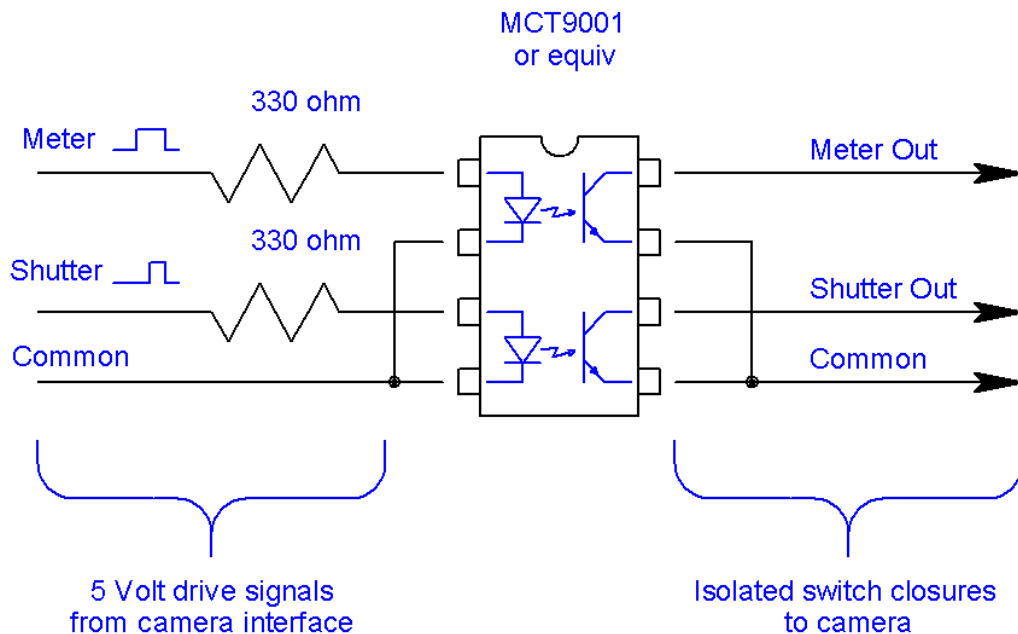 MCT9001
or equiv
330 ohm
Meter
Meter Out
330 ohm
Shutter
Shutter Out
Common
Common
5 Volt drive signals
from camera interface
Isolated switch closures
to camera